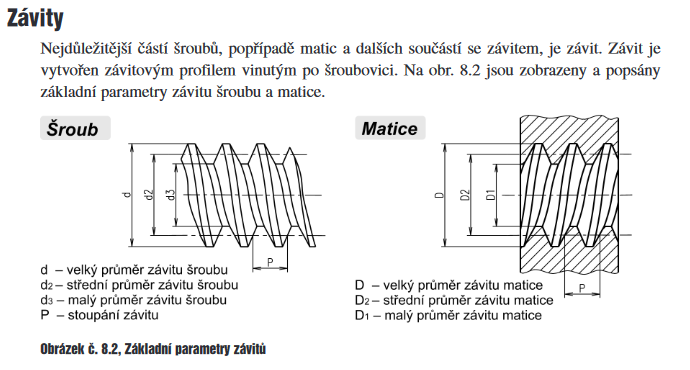 Závity
Nejdůležitější částí šroubů, popřípadě matic a dalších součástí se závitem, je závit. Závit je
vytvořen závitovým profilem vinutým po šroubovici. Na obr. 8.2 jsou zobrazeny a popsány
základní parametry závitu šroubu a matice.
Šroub
d
d2
d3
P
d – velký průměr závitu šroubu
d2 – střední průměr závitu šroubu
d3 – malý průměr závitu šroubu
P – stoupání závitu
Matice
D
D2
D1
P
D – velký průměr závitu matice
D2 – střední průměr závitu matice
D1 – malý průměr závitu matice
Obrázek č. 8.2, Základní parametry závitů